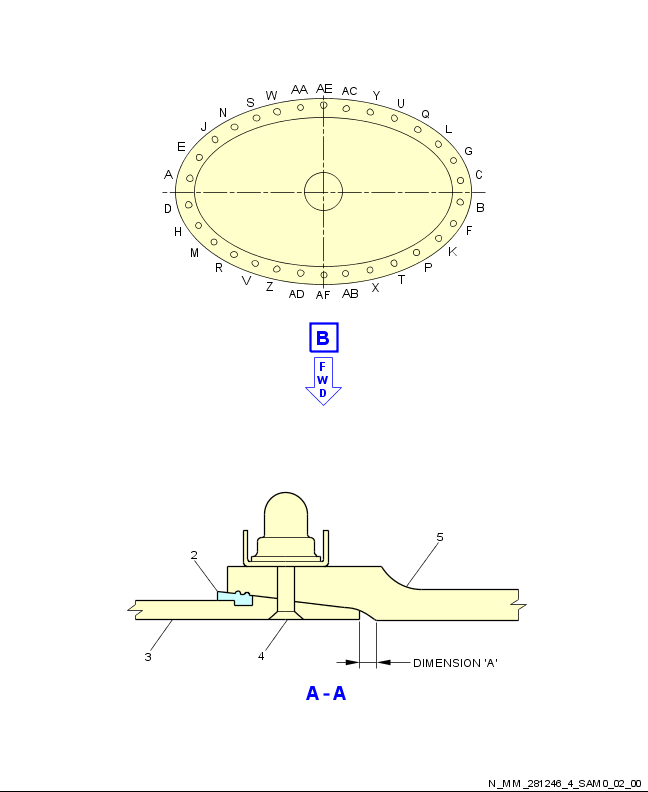 AA AE AC
W Y
S U
N Q
J L
E G
A C
D B
H F
M K
R P
V T
Z X
AD AF AB
B
F
W
D
5
2
3
4
DIMENSION 'A'
A-A
N_MM_281246_4_SAM0_02_00